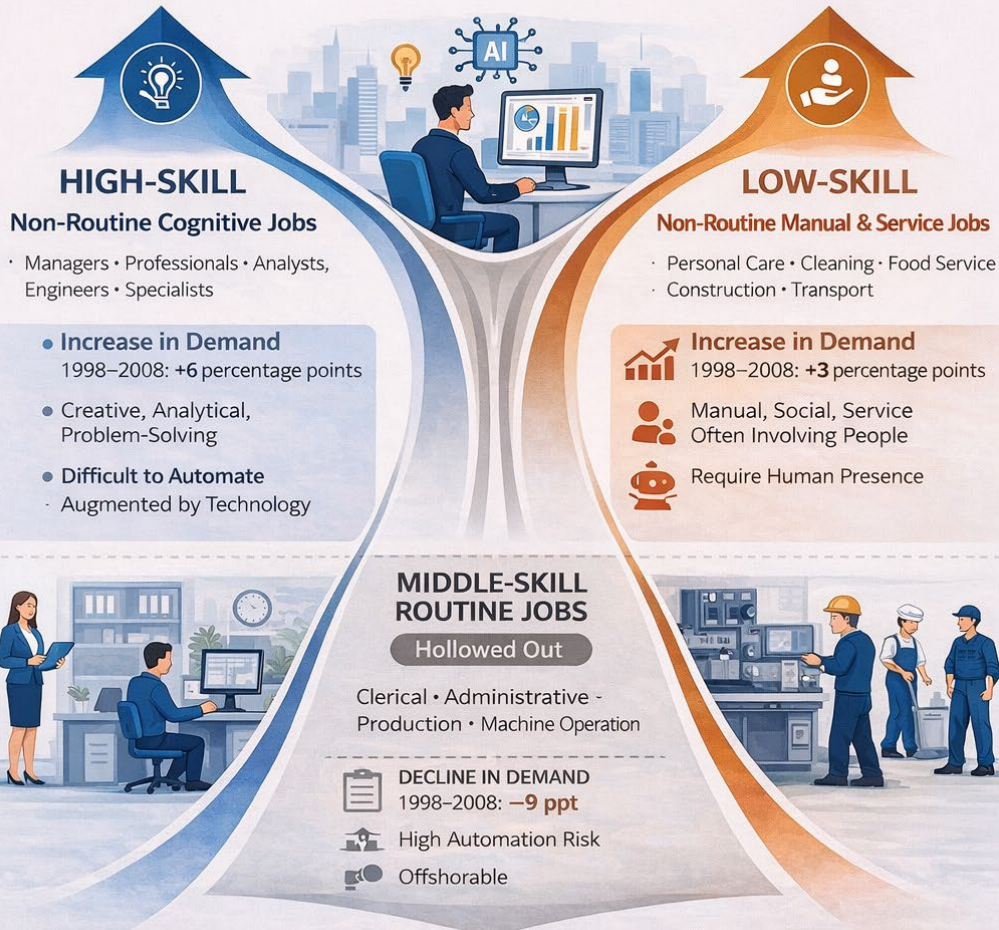 AI
HIGH-SKILL
Non-Routine Cognitive Jobs
· Managers • Professionals • Analysts,
Engineers • Specialists
• Increase in Demand
1998–2008: +6 percentage points
• Creative, Analytical,
Problem-Solving
• Difficult to Automate
· Augmented by Technology
LOW-SKILL
Non-Routine Manual & Service Jobs
· Personal Care • Cleaning · Food Service
· Construction • Transport
Increase in Demand
1998–2008: +3 percentage points
Manual, Social, Service
Often Involving People
Require Human Presence
MIDDLE-SKILL
ROUTINE JOBS
Hollowed Out
Clerical • Administrative -
Production • Machine Operation
DECLINE IN DEMAND
1998–2008: −9 ppt
High Automation Risk
Offshorable